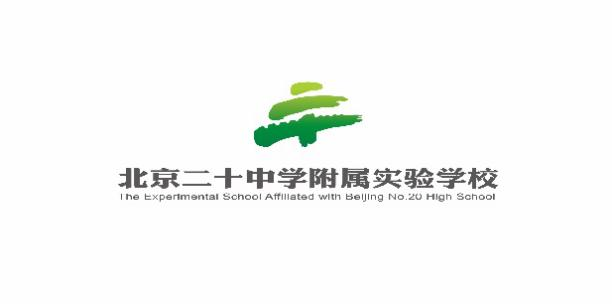 北京二十中学附属实验学校
The Experimental School Affiliated with Beijing No.20 High School